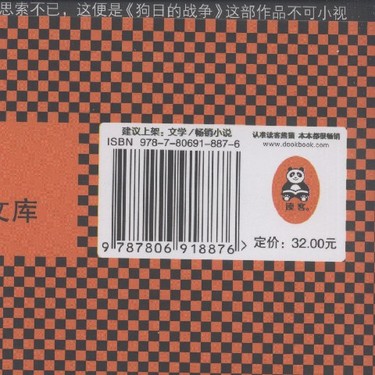 思索不已，这便是《狗日的战争》这部作品不可小视
建议上架：文学/畅销小说
ISBN 978-7-80691-887-6
认准读客熊猫 本本都很畅销
www.dookbook.com
读客®
文库
9 787806 918876 >
定价：32.00元